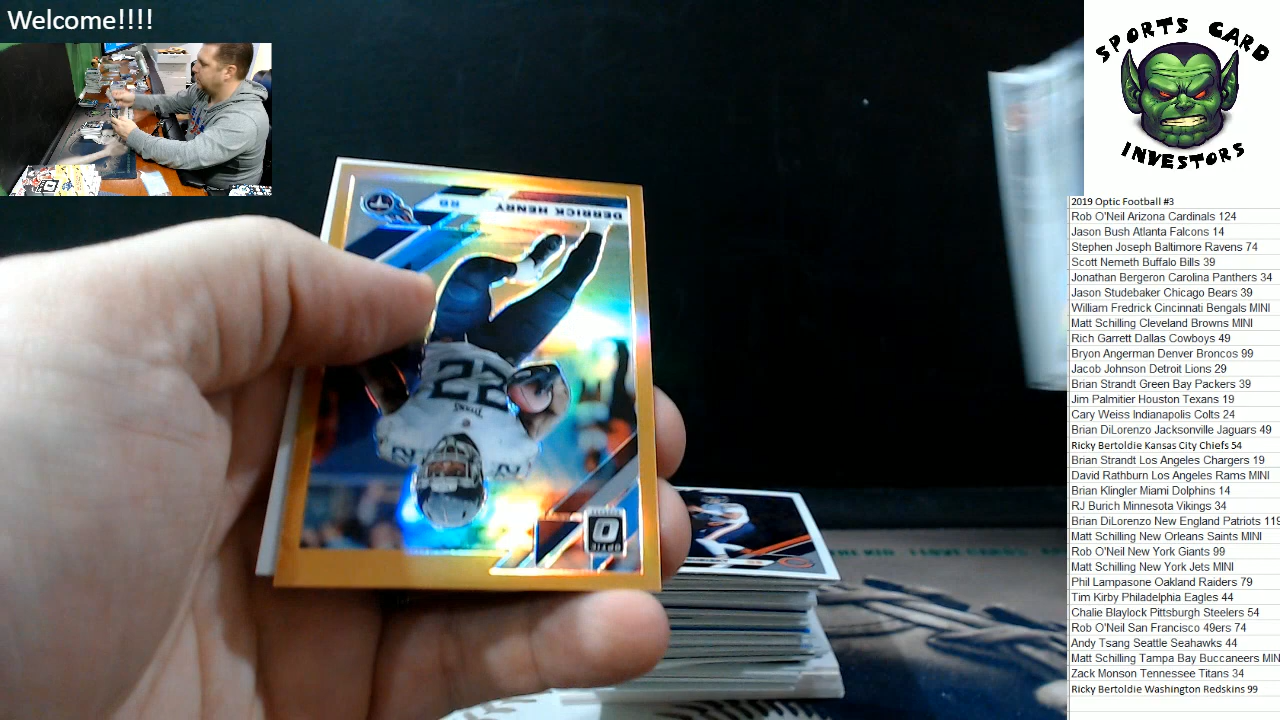 Welcome!!!!
SPORTS CARD
INVESTORS
2019 Optic Football #3
Rob O'Neil Arizona Cardinals 124
Jason Bush Atlanta Falcons 14
Stephen Joseph Baltimore Ravens 74
Scott Nemeth Buffalo Bills 39
Jonathan Bergeron Carolina Panthers 34
Jason Studebaker Chicago Bears 39
William Fredrick Cincinnati Bengals MINI
Matt Schilling Cleveland Browns MINI
Rich Garrett Dallas Cowboys 49
Bryon Angerman Denver Broncos 99
Jacob Johnson Detroit Lions 29
Brian Strandt Green Bay Packers 39
Jim Palmitier Houston Texans 19
Cary Weiss Indianapolis Colts 24
Brian DiLorenzo Jacksonville Jaguars 49
Ricky Bertoldie Kansas City Chiefs 54
Brian Strandt Los Angeles Chargers 19
David Rathburn Los Angeles Rams MINI
Brian Klingler Miami Dolphins 14
RJ Burich Minnesota Vikings 34
Brian DiLorenzo New England Patriots 11
Matt Schilling New Orleans Saints MINI
Rob O'Neil New York Giants 99
Matt Schilling New York Jets MINI
Phil Lampasone Oakland Raiders 79
Tim Kirby Philadelphia Eagles 44
Chalie Blaylock Pittsburgh Steelers 54
Rob O'Neil San Francisco 49ers 74
Andy Tsang Seattle Seahawks 44
Matt Schilling Tampa Bay Buccaneers MIN
Zack Monson Tennessee Titans 34
Ricky Bertoldie Washington Redskins 99
DERRICK HENRY RB
22
TITANS
22
22
O
OPTIC